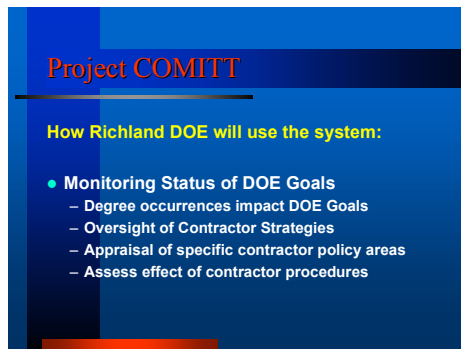 Project COMITT
How Richland DOE will use the system:
● Monitoring Status of DOE Goals
– Degree occurrences impact DOE Goals
– Oversight of Contractor Strategies
– Appraisal of specific contractor policy areas
– Assess effect of contractor procedures